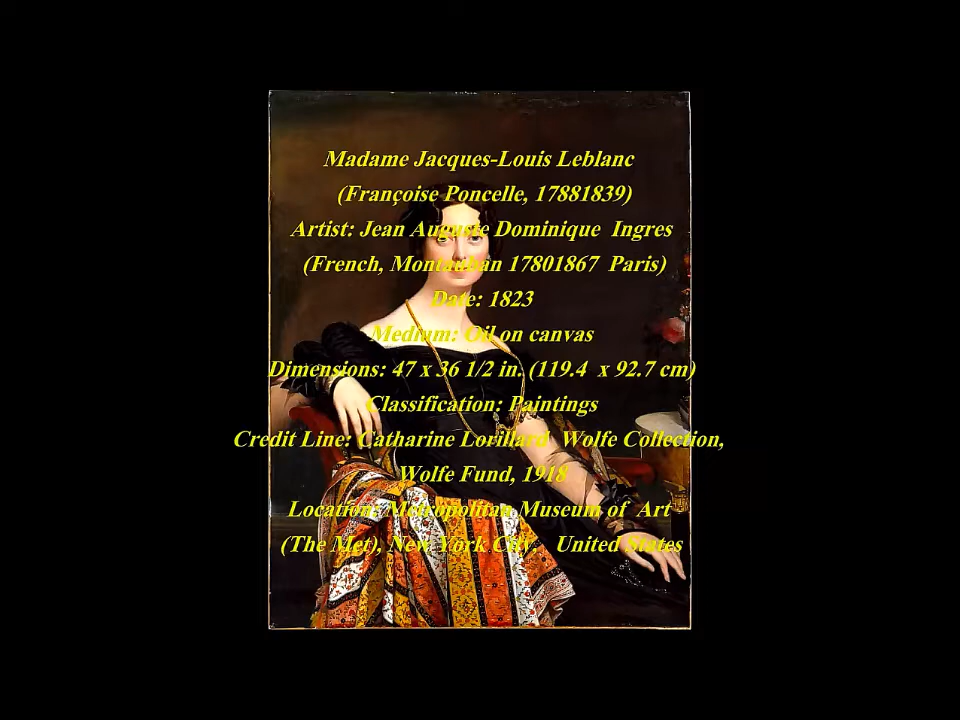 Madame Jacques-Louis Leblanc
(Françoise Poncelle, 17881839)
Artist: Jean Auguste Dominique Ingres
(French, Montauban 17801867 Paris)
Date: 1823
Medium: Oil on canvas
Dimensions: 47 x 36 1/2 in. (119.4 x 92.7 cm)
Classification: Paintings
Credit Line: Catharine Lorillard Wolfe Collection,
Wolfe Fund, 1918
Location: Metropolitan Museum of Art -
(The Met), New York City, United States